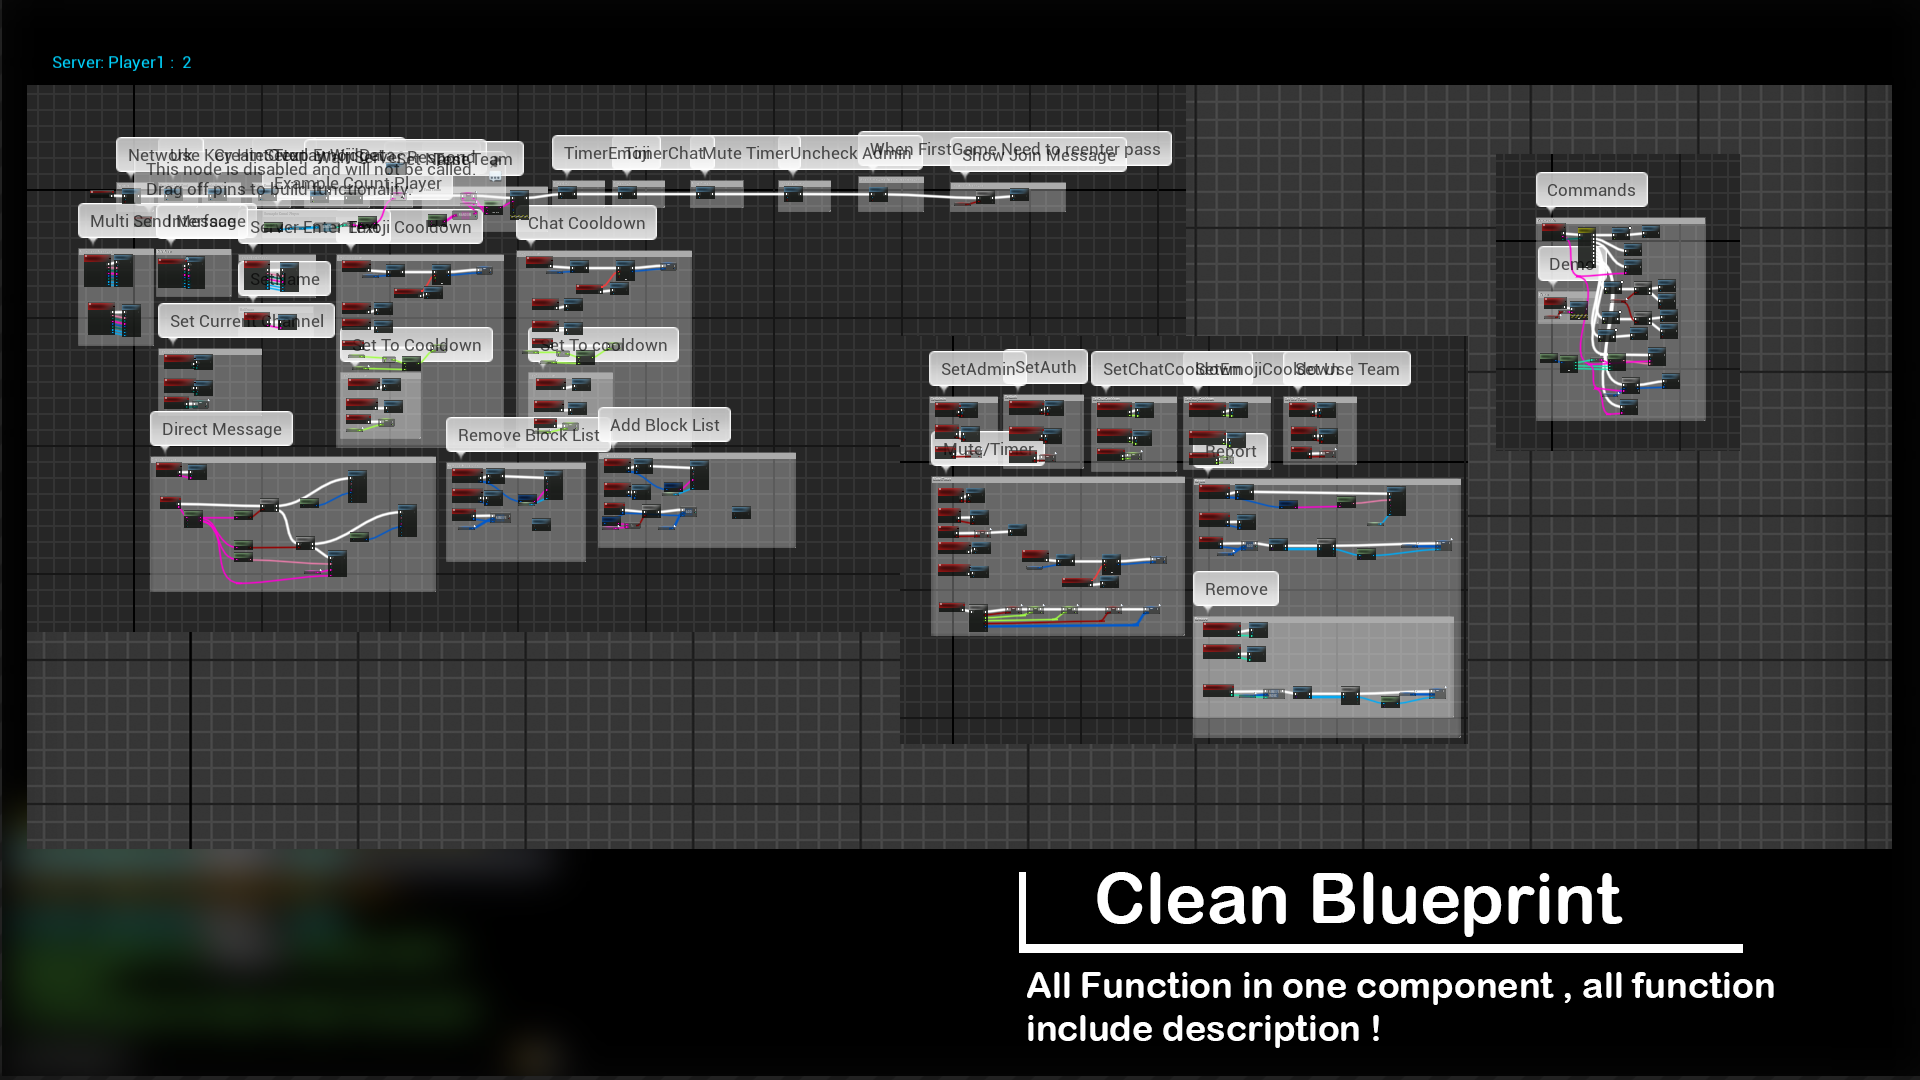 Server: Player1 : 2
When FirstGame Need to reenter pass
TimerEmoji
TimerChat
Mute Timer
Uncheck Admin
Show Join Message
This node is disabled and will not be called.
Drag off pins to build functionality.
Example Count Player
Commands
Multi
Send Message
Server Enter Text
Emoji Cooldown
Chat Cooldown
Demo
SetName
Set Current Channel
Set To Cooldown
Set To cooldown
SetAdmin
SetAuth
SetChatCooldown
SetEmojiCooldown
Set Use Team
Direct Message
Remove Block List
Add Block List
Mute/Timer
Report
Remove
Clean Blueprint
All Function in one component , all function
include description !